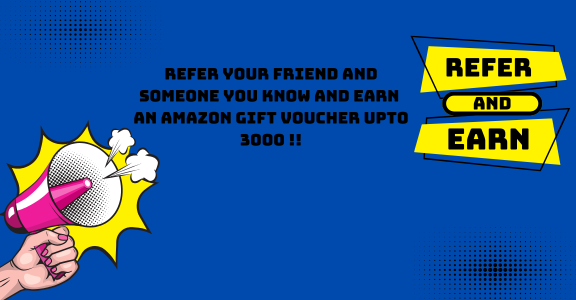 REFER YOUR FRIEND AND
SOMEONE YOU KNOW AND EARN
AN AMAZON GIFT VOUCHER UPTO
3000 !!
REFER
AND
EARN